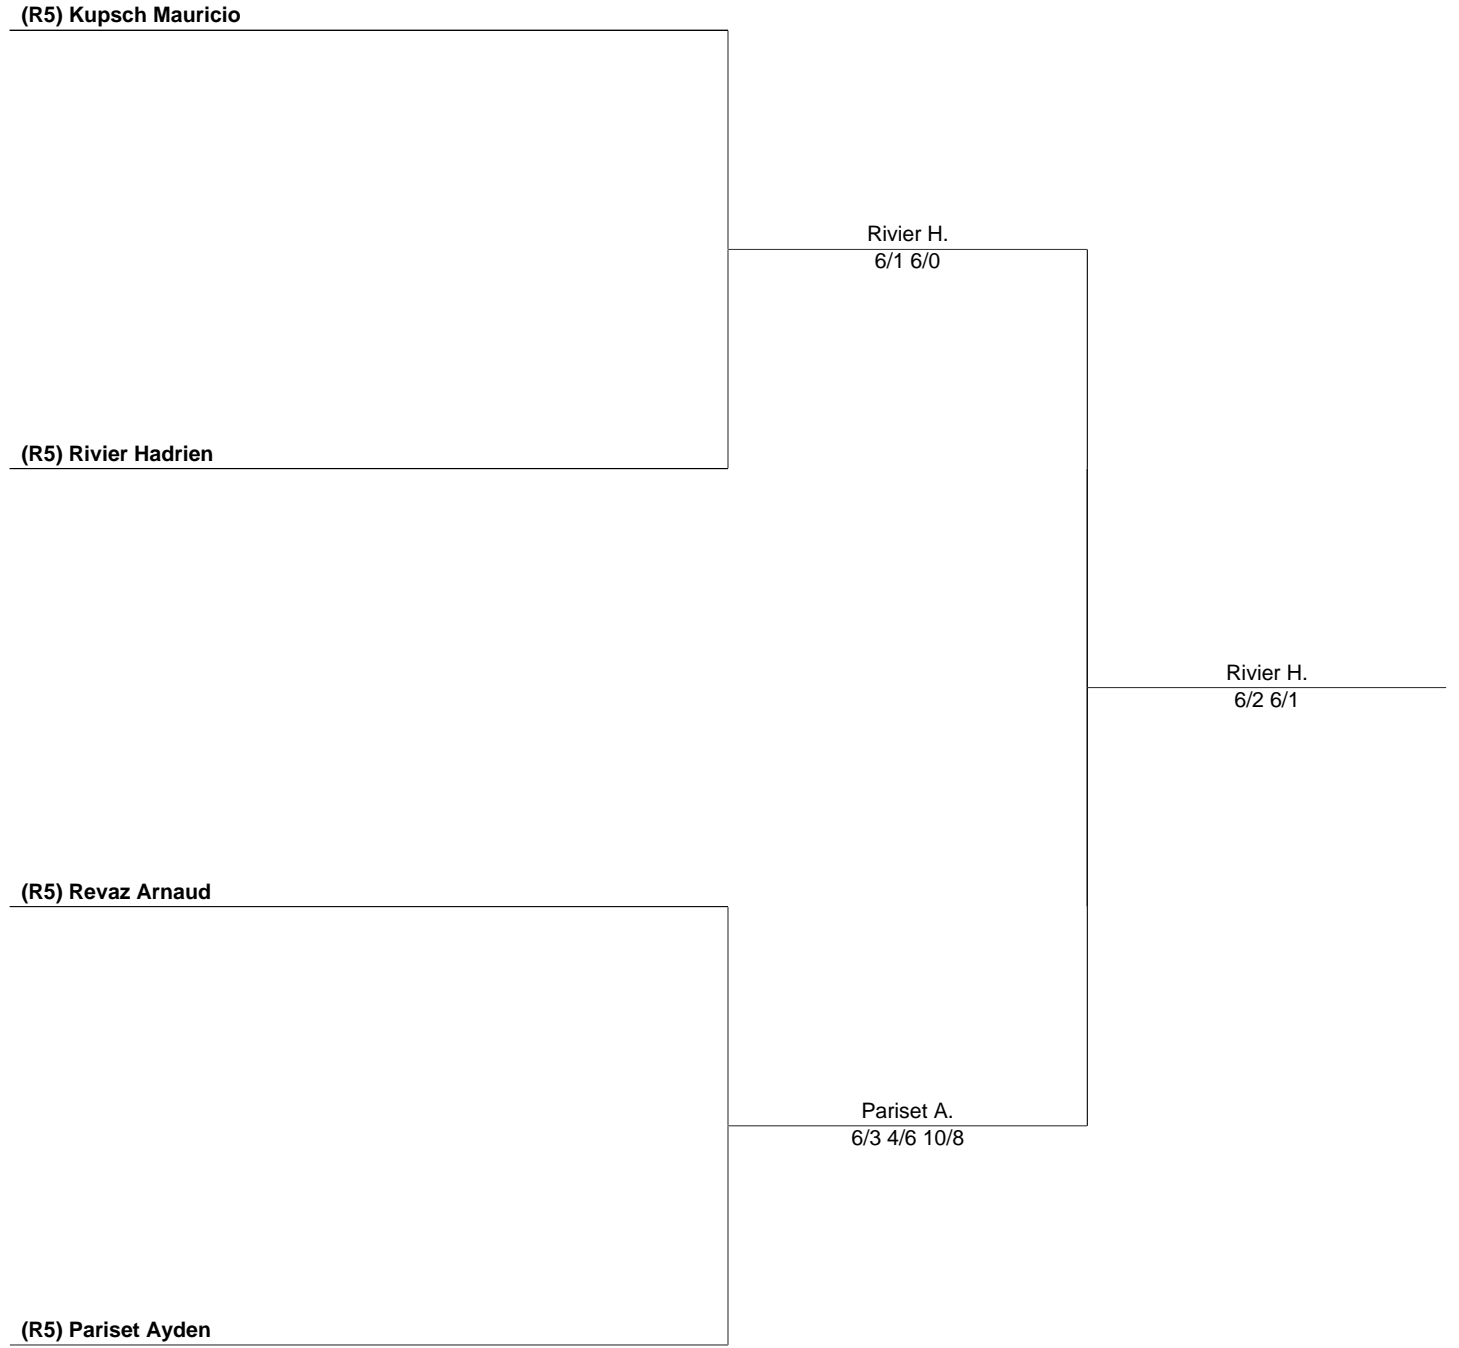 (R5) Kupsch Mauricio
Rivier H.
6/1 6/0
(R5) Rivier Hadrien
Rivier H.
6/2 6/1
(R5) Revaz Arnaud
Pariset A.
6/3 4/6 10/8
(R5) Pariset Ayden